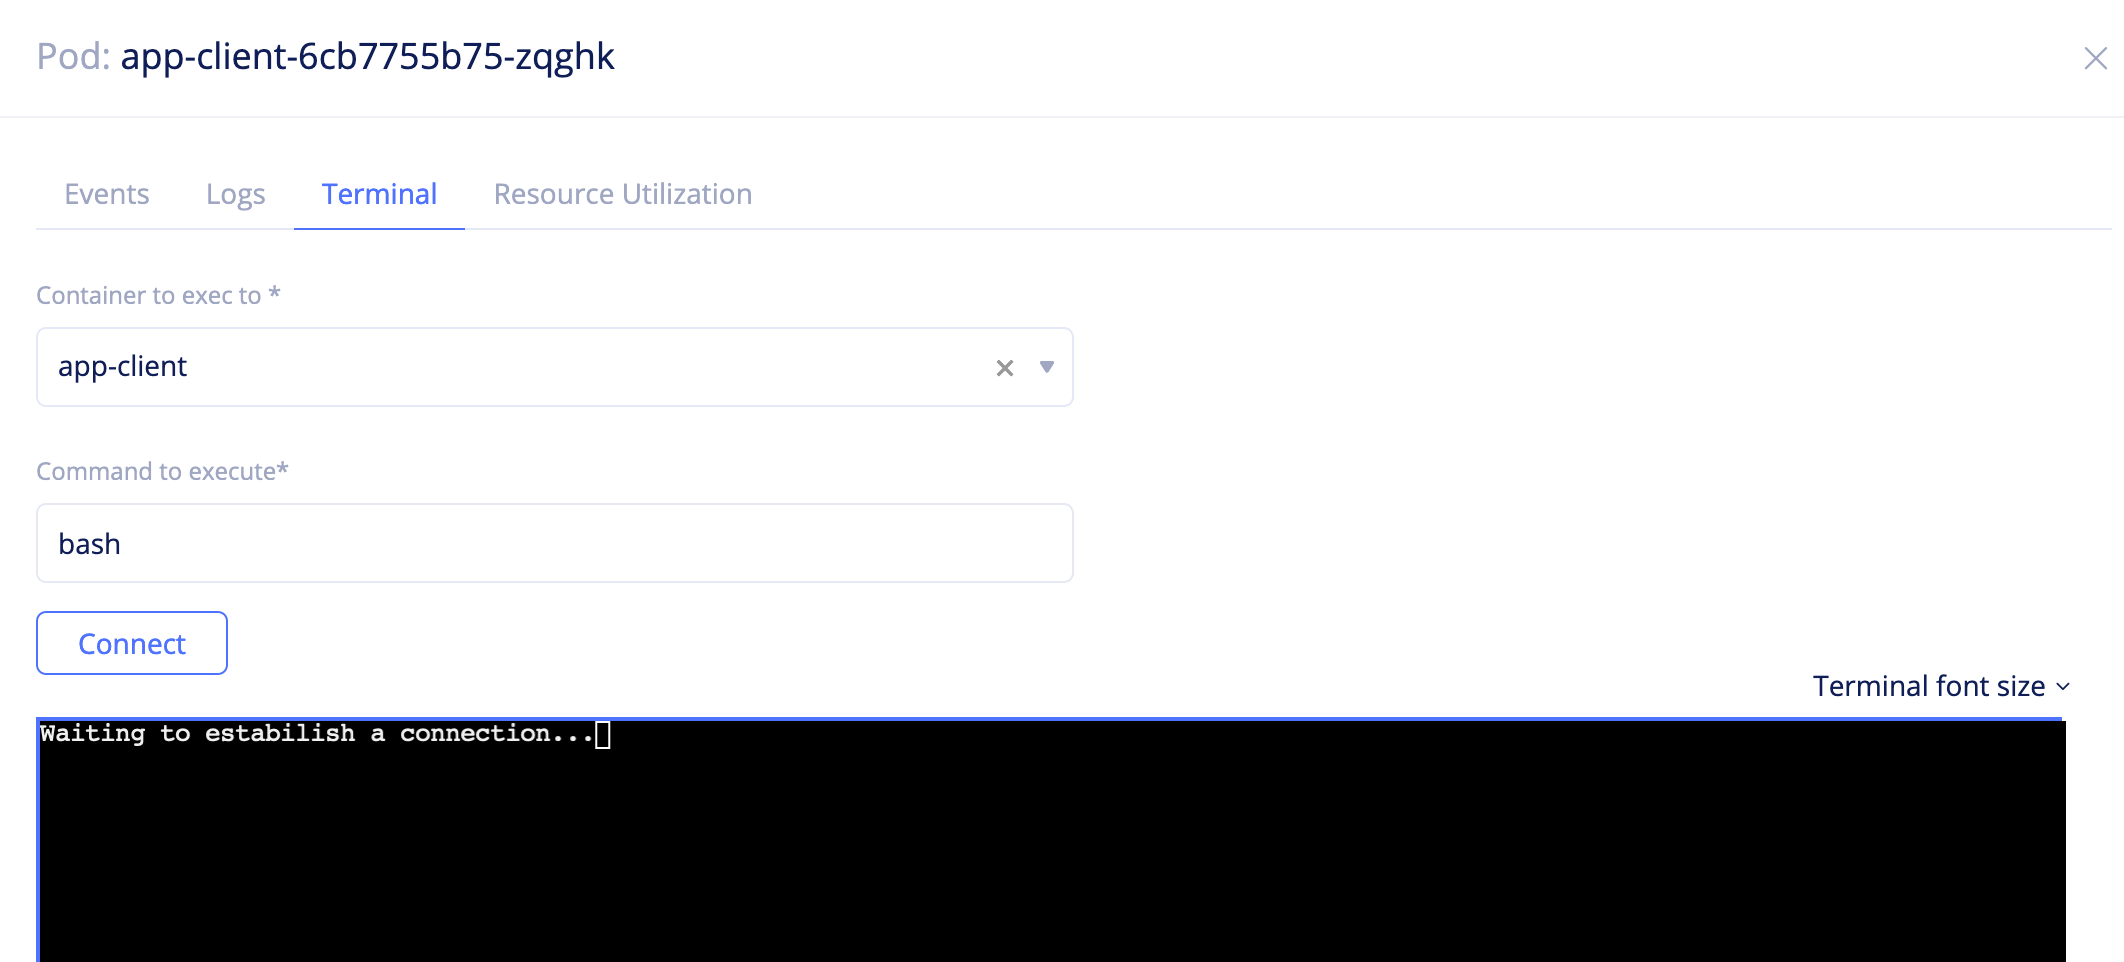 Pod: app-client-6cb7755b75-zqghk
Events Logs Terminal Resource Utilization
Container to exec to *
app-client
Command to execute*
bash
Connect
Terminal font size
Waiting to estabilish a connection...